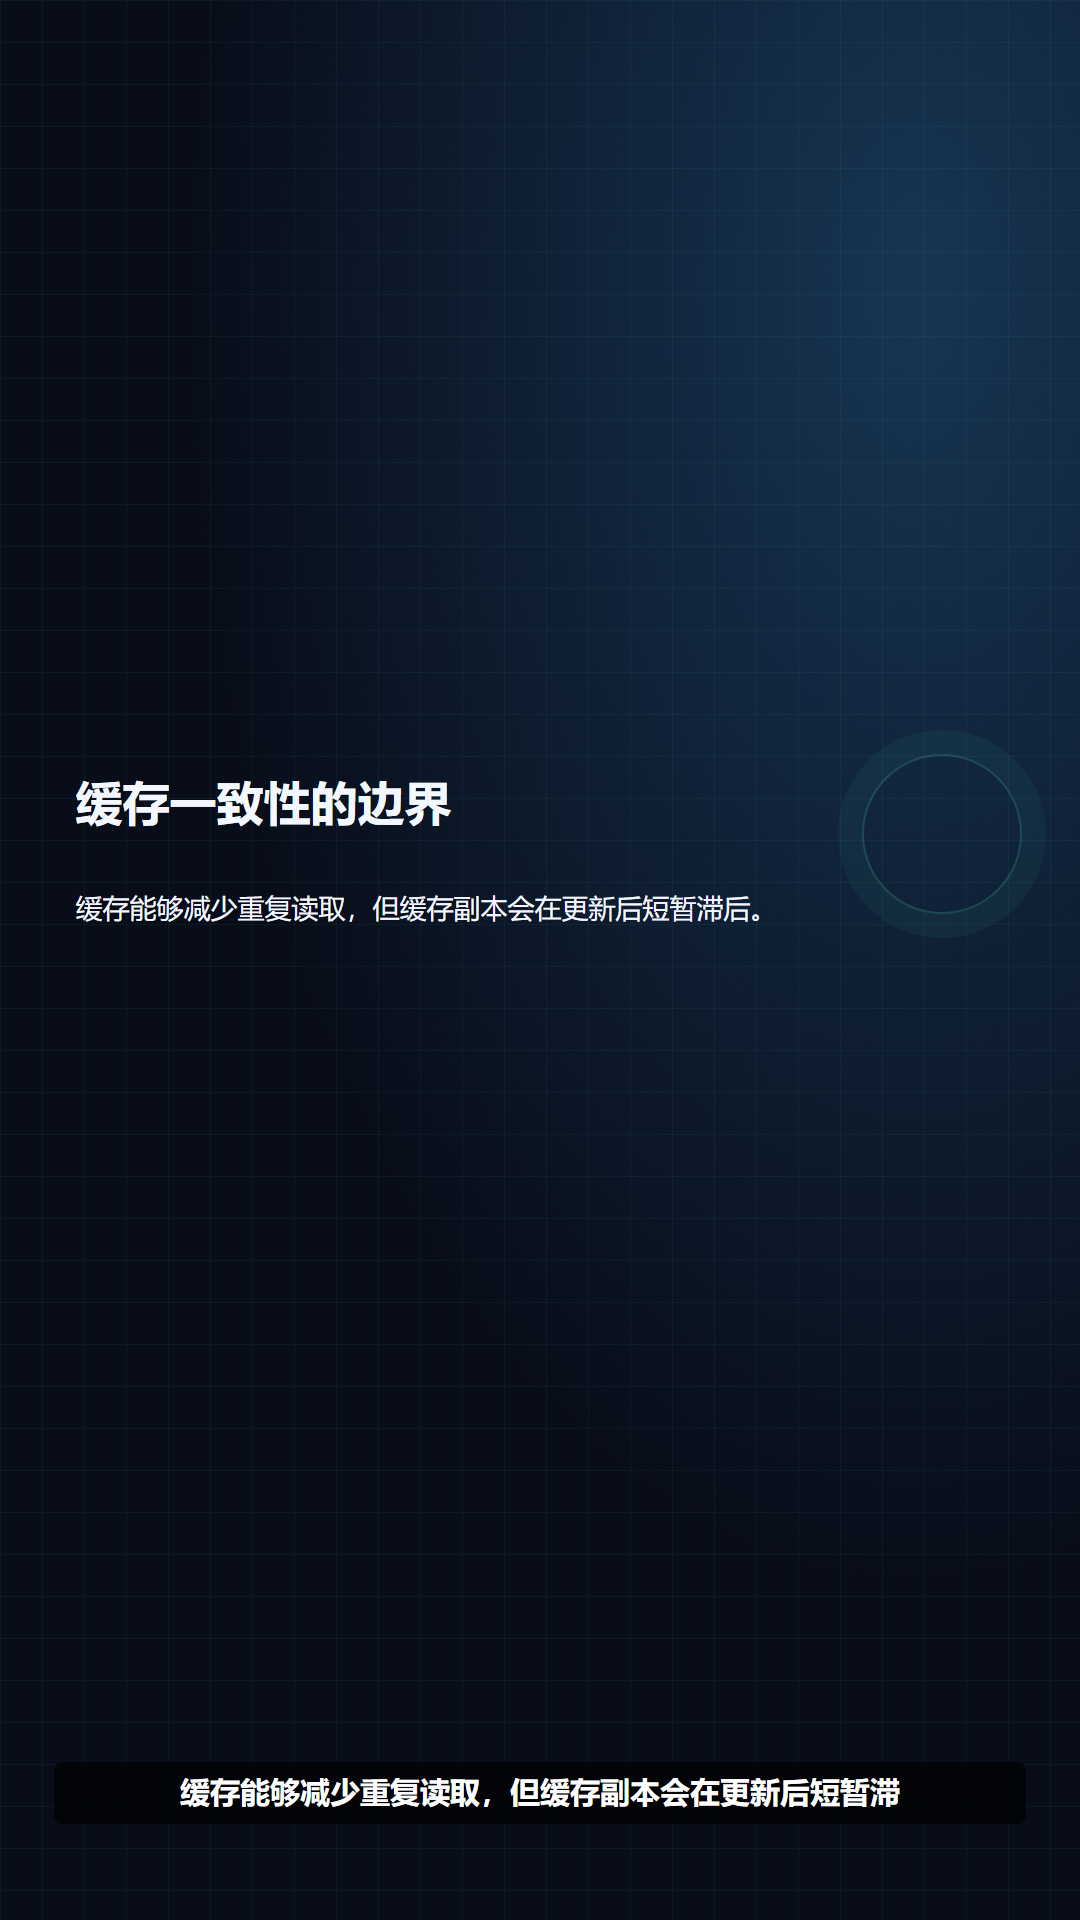 缓存一致性的边界
缓存能够减少重复读取，但缓存副本会在更新后短暂滞后。
缓存能够减少重复读取，但缓存副本会在更新后短暂滞